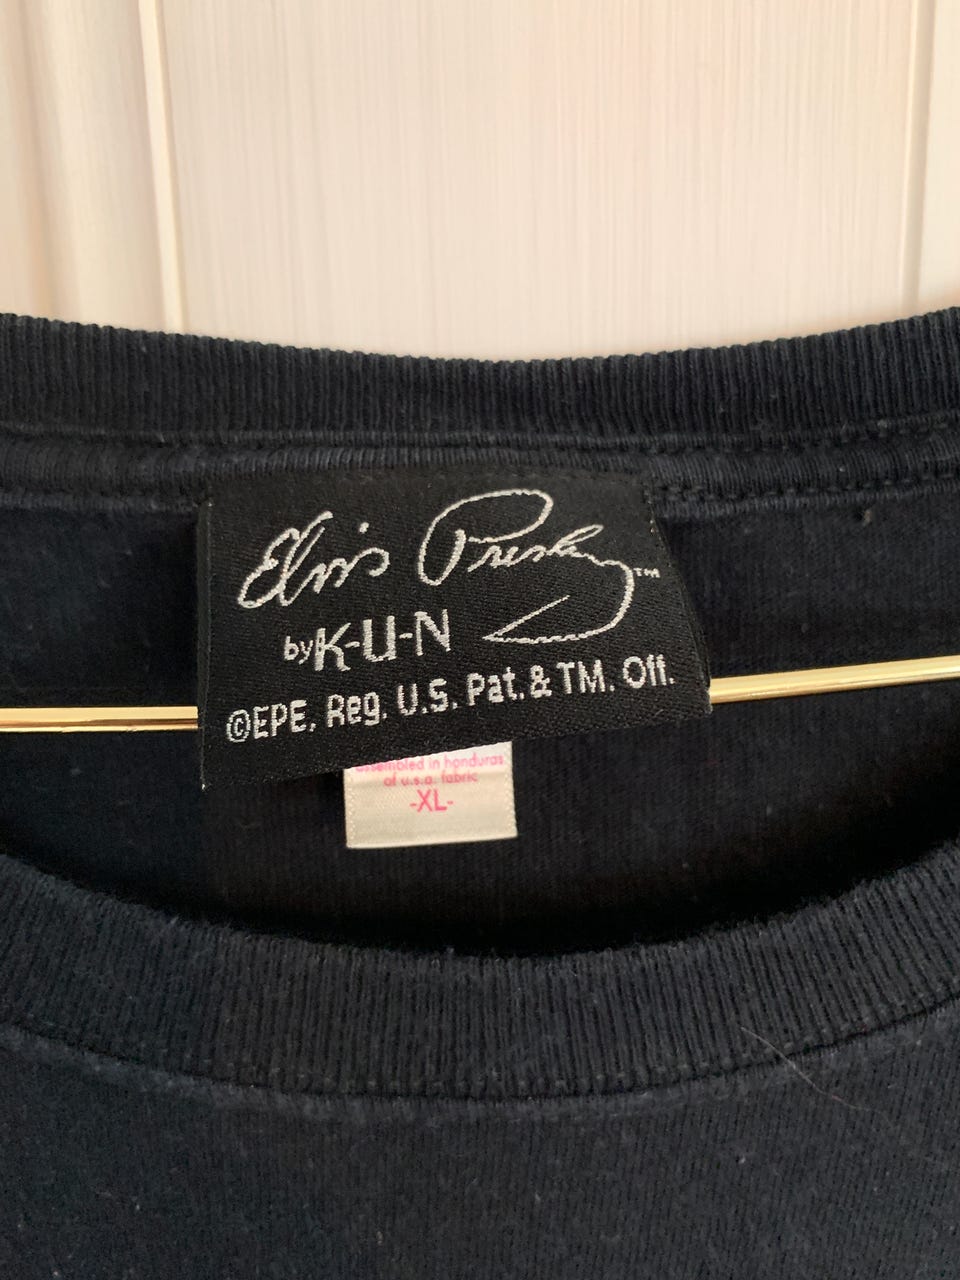 Elvis Presley™
by K-U-N
©EPE, Reg. U.S. Pat. & TM. Off.
assembled in honduras
of u.s.a. fabric
-XL-